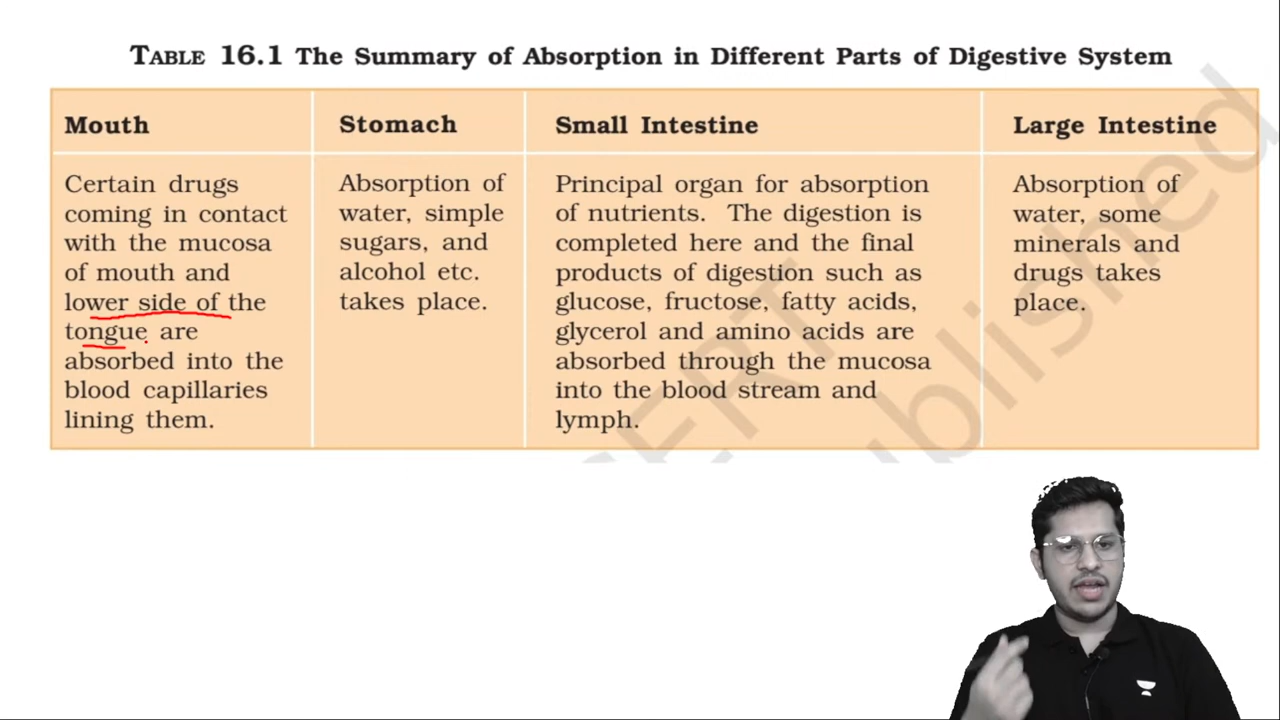 TABLE 16.1 The Summary of Absorption in Different Parts of Digestive System
Mouth
Certain drugs
coming in contact
with the mucosa
of mouth and
lower side of the
tongue are
absorbed into the
blood capillaries
lining them.
Stomach
Absorption of
water, simple
sugars, and
alcohol etc.
takes place.
Small Intestine
Principal organ for absorption
of nutrients. The digestion is
completed here and the final
products of digestion such as
glucose, fructose, fatty acids,
glycerol and amino acids are
absorbed through the mucosa
into the blood stream and
lymph.
Large Intestine
Absorption of
water, some
minerals and
drugs takes
place.